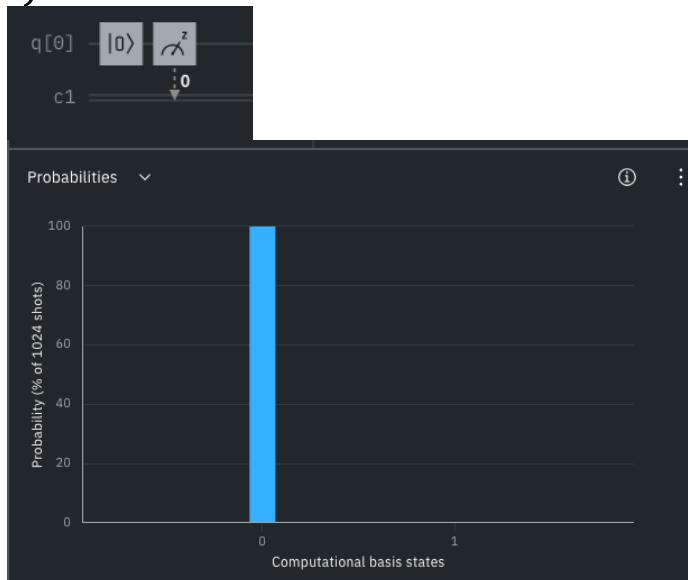 q[0] |0⟩ z
0
c1
Probabilities
100
80
60
40
20
0
Probability (% of 1024 shots)
0 1
Computational basis states